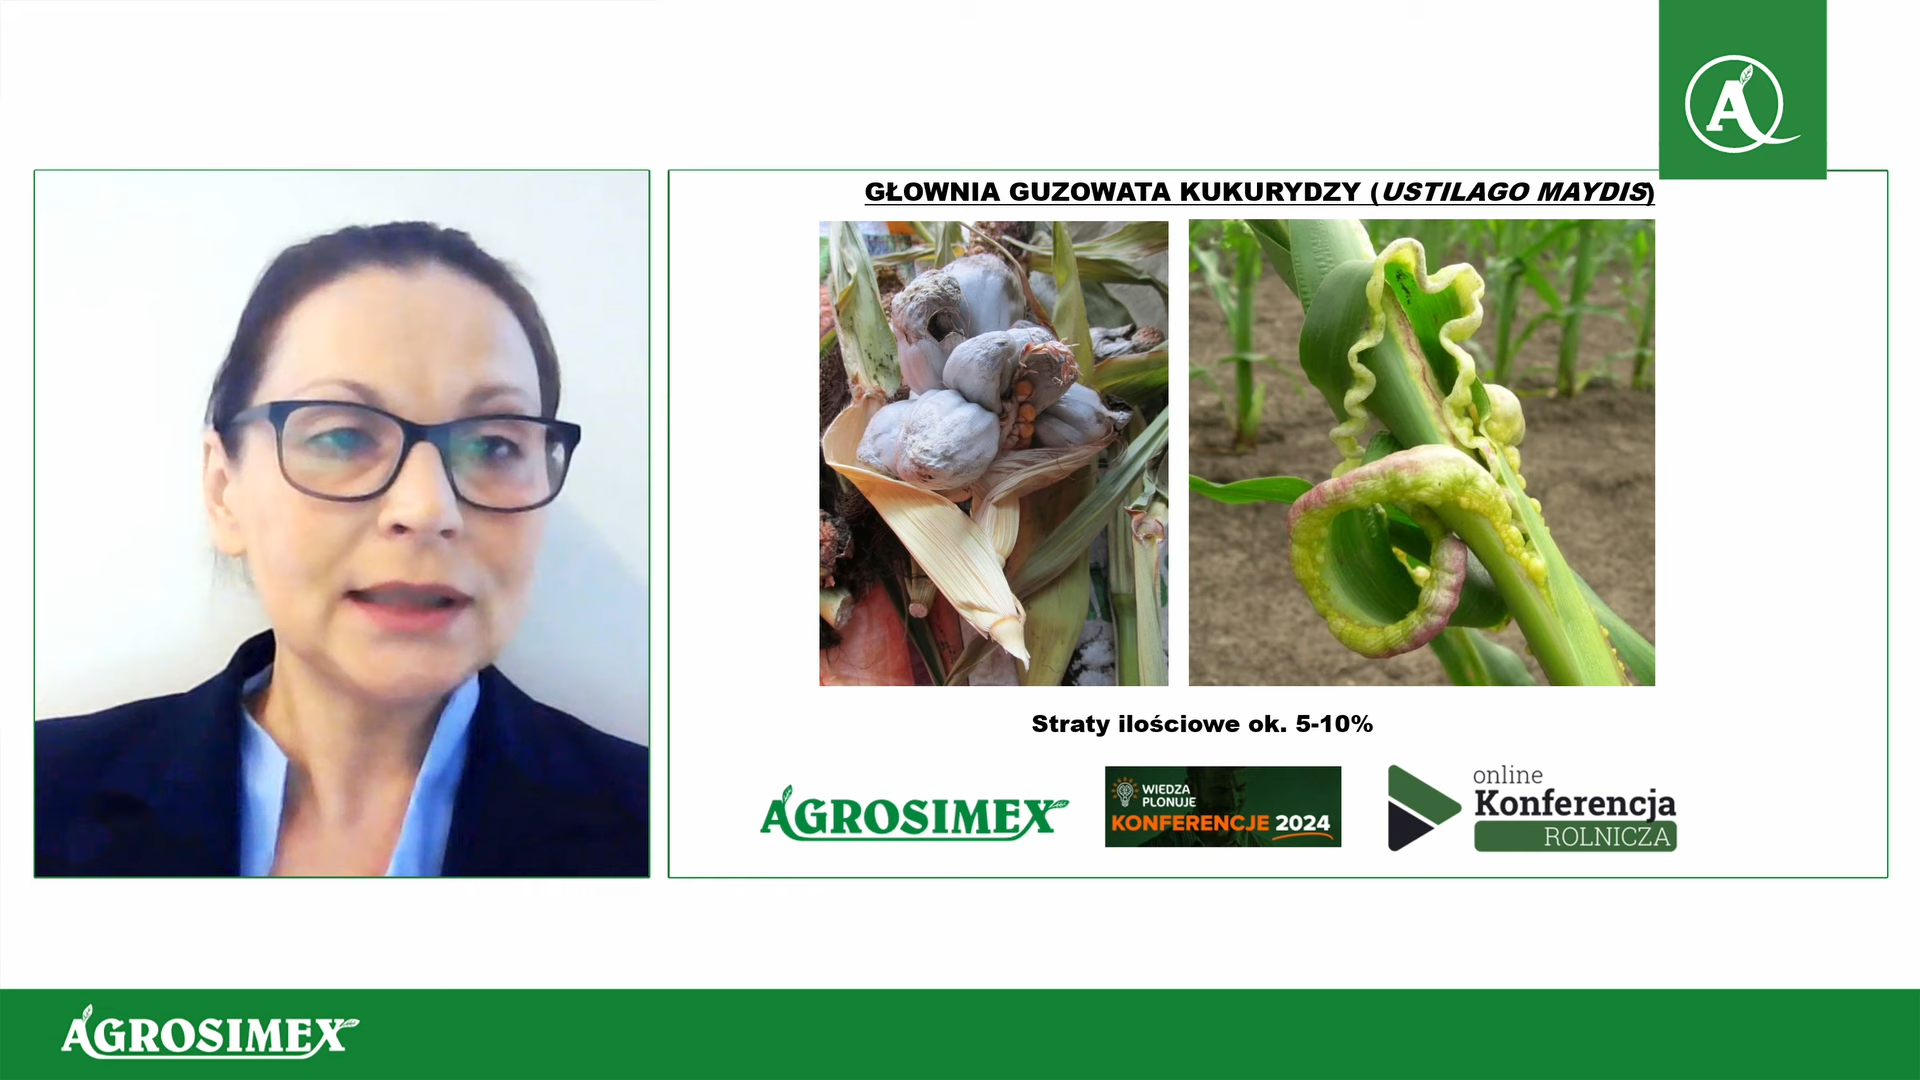 GŁOWNIA GUZOWATA KUKURYDZY (USTILAGO MAYDIS)
Straty ilościowe ok. 5-10%
AGROSIMEX
WIEDZA
PLONUJE
KONFERENCJE 2024
online
Konferencja
ROLNICZA
AGROSIMEX